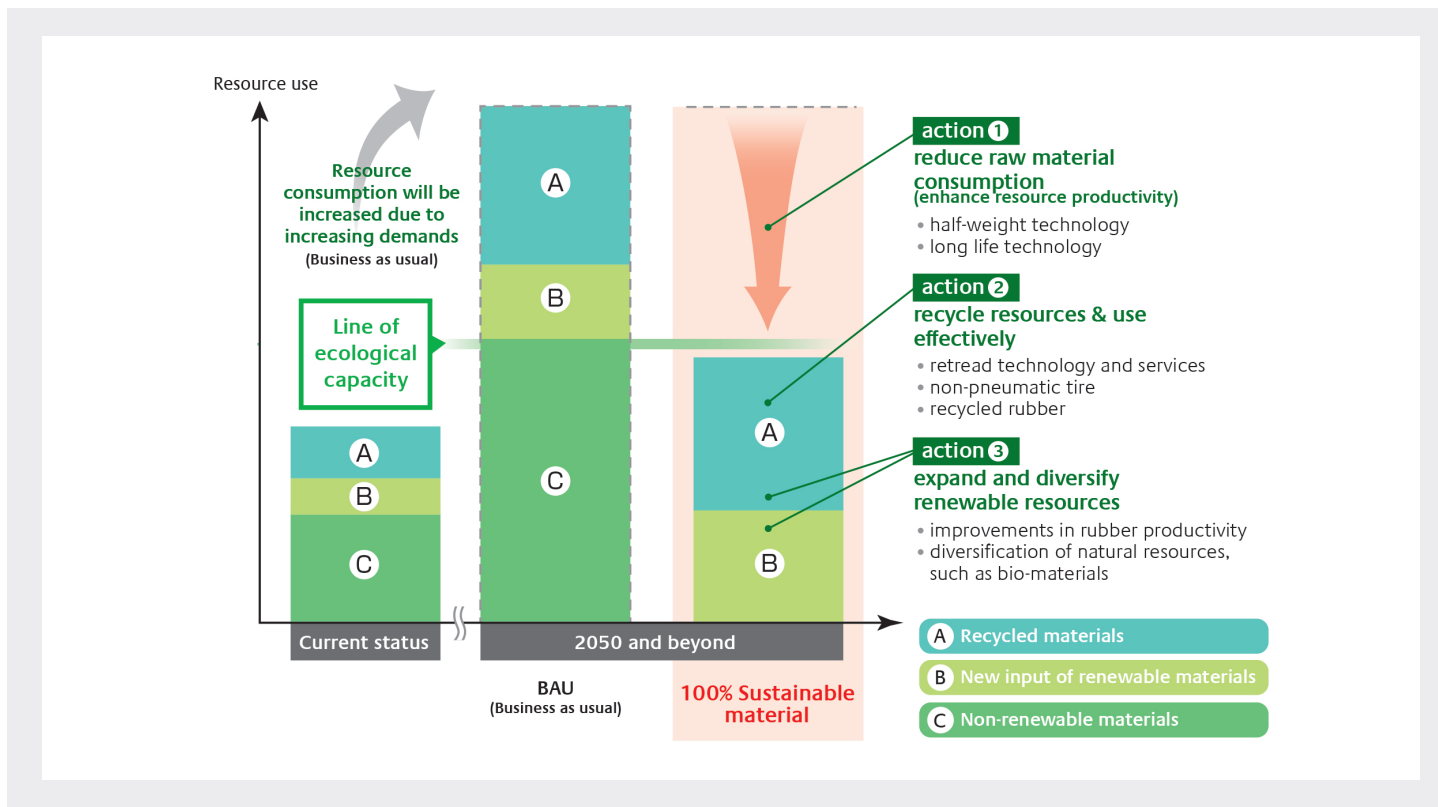 Resource use
Resource
consumption will be
increased due to
increasing demands
(Business as usual)
Line of
ecological
capacity
A
B
C
A
B
C
A
B
Current status
2050 and beyond
BAU
(Business as usual)
100% Sustainable
material
action 1
reduce raw material
consumption
(enhance resource productivity)
• half-weight technology
• long life technology
action 2
recycle resources & use
effectively
• retread technology and services
• non-pneumatic tire
• recycled rubber
action 3
expand and diversify
renewable resources
• improvements in rubber productivity
• diversification of natural resources,
such as bio-materials
A Recycled materials
B New input of renewable materials
C Non-renewable materials